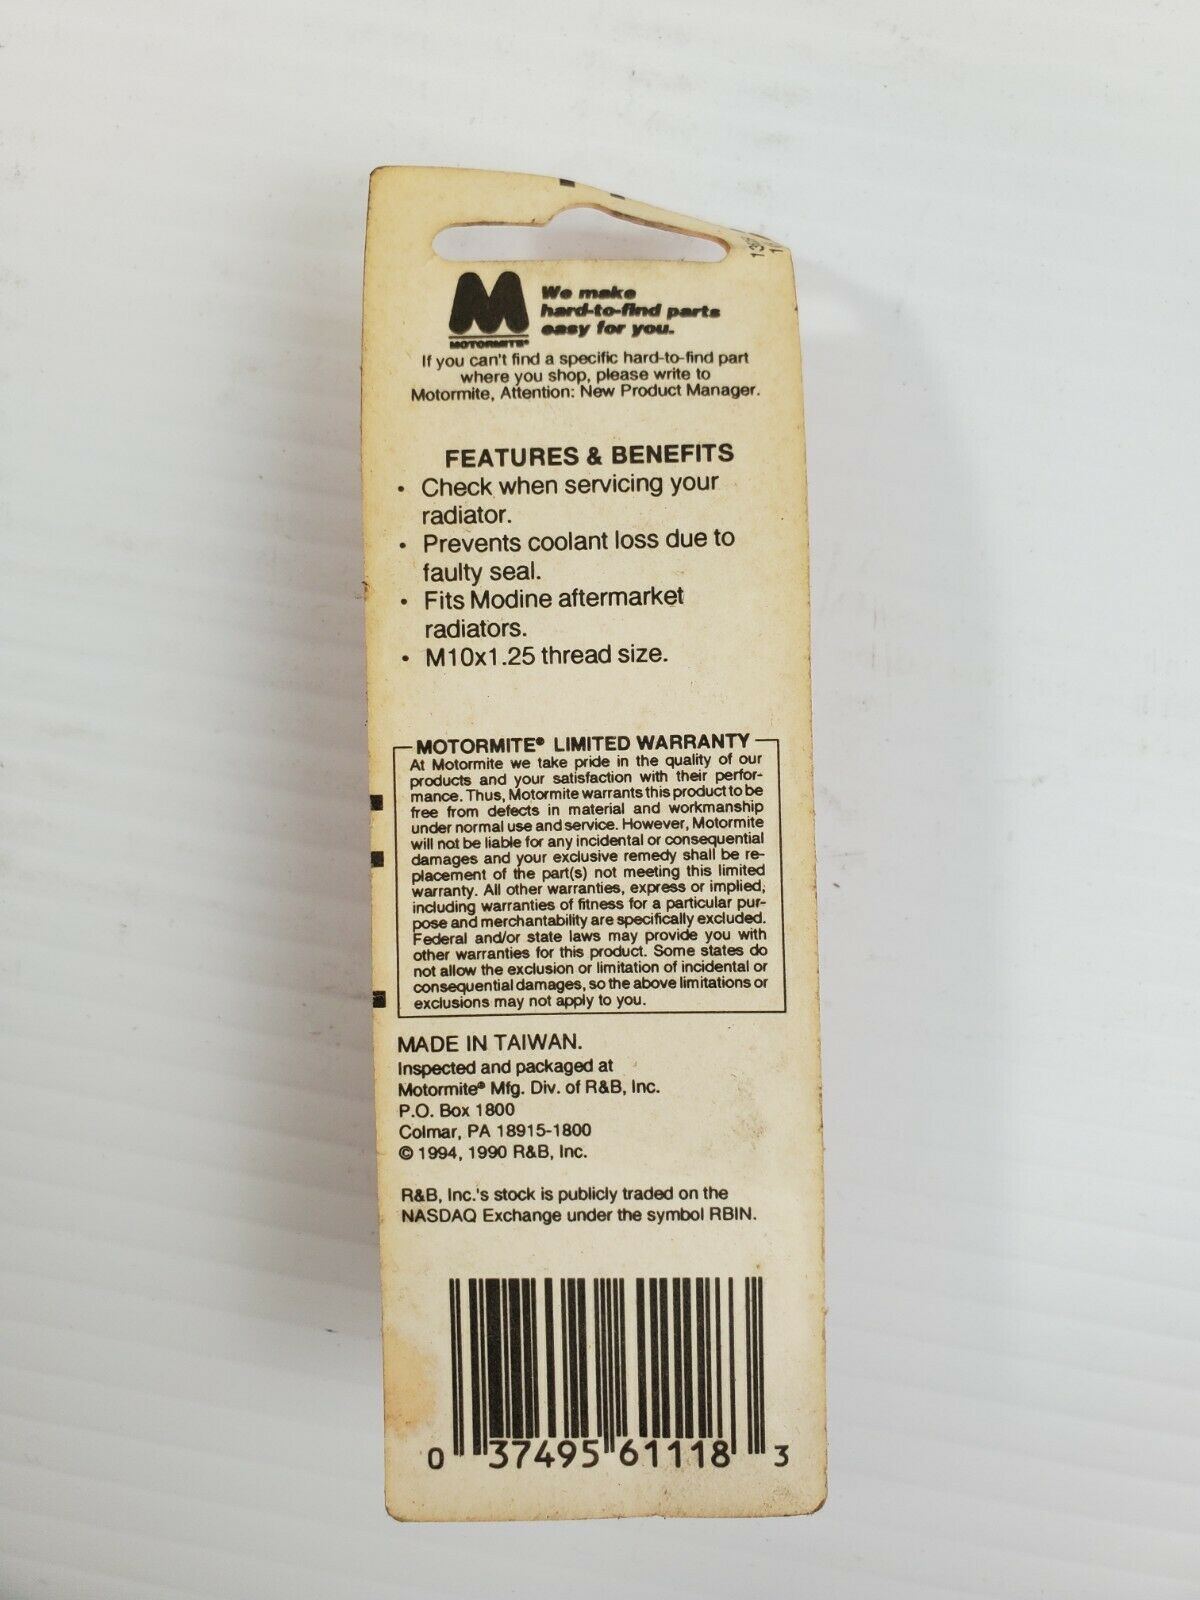 We make
hard-to-find parts
easy for you.
MOTORMITE®
If you can't find a specific hard-to-find part
where you shop, please write to
Motormite, Attention: New Product Manager.
FEATURES & BENEFITS
• Check when servicing your
radiator.
• Prevents coolant loss due to
faulty seal.
• Fits Modine aftermarket
radiators.
• M10x1.25 thread size.
MOTORMITE® LIMITED WARRANTY
At Motormite we take pride in the quality of our
products and your satisfaction with their perfor-
mance. Thus, Motormite warrants this product to be
free from defects in material and workmanship
under normal use and service. However, Motormite
will not be liable for any incidental or consequential
damages and your exclusive remedy shall be re-
placement of the part(s) not meeting this limited
warranty. All other warranties, express or implied,
including warranties of fitness for a particular pur-
pose and merchantability are specifically excluded.
Federal and/or state laws may provide you with
other warranties for this product. Some states do
not allow the exclusion or limitation of incidental or
consequential damages, so the above limitations or
exclusions may not apply to you.
MADE IN TAIWAN.
Inspected and packaged at
Motormite® Mfg. Div. of R&B, Inc.
P.O. Box 1800
Colmar, PA 18915-1800
© 1994, 1990 R&B, Inc.
R&B, Inc.'s stock is publicly traded on the
NASDAQ Exchange under the symbol RBIN.
0 37495 61118 3